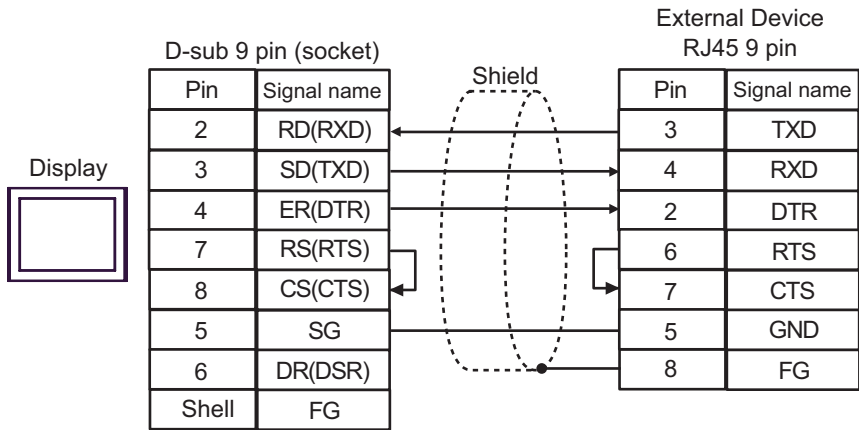 External Device
D-sub 9 pin (socket)
RJ45 9 pin
Shield
Pin Signal name
Pin Signal name
2 RD(RXD)
3 TXD
Display
3 SD(TXD)
4 RXD
4 ER(DTR)
2 DTR
7 RS(RTS)
6 RTS
8 CS(CTS)
7 CTS
5 SG
5 GND
6 DR(DSR)
8 FG
Shell FG